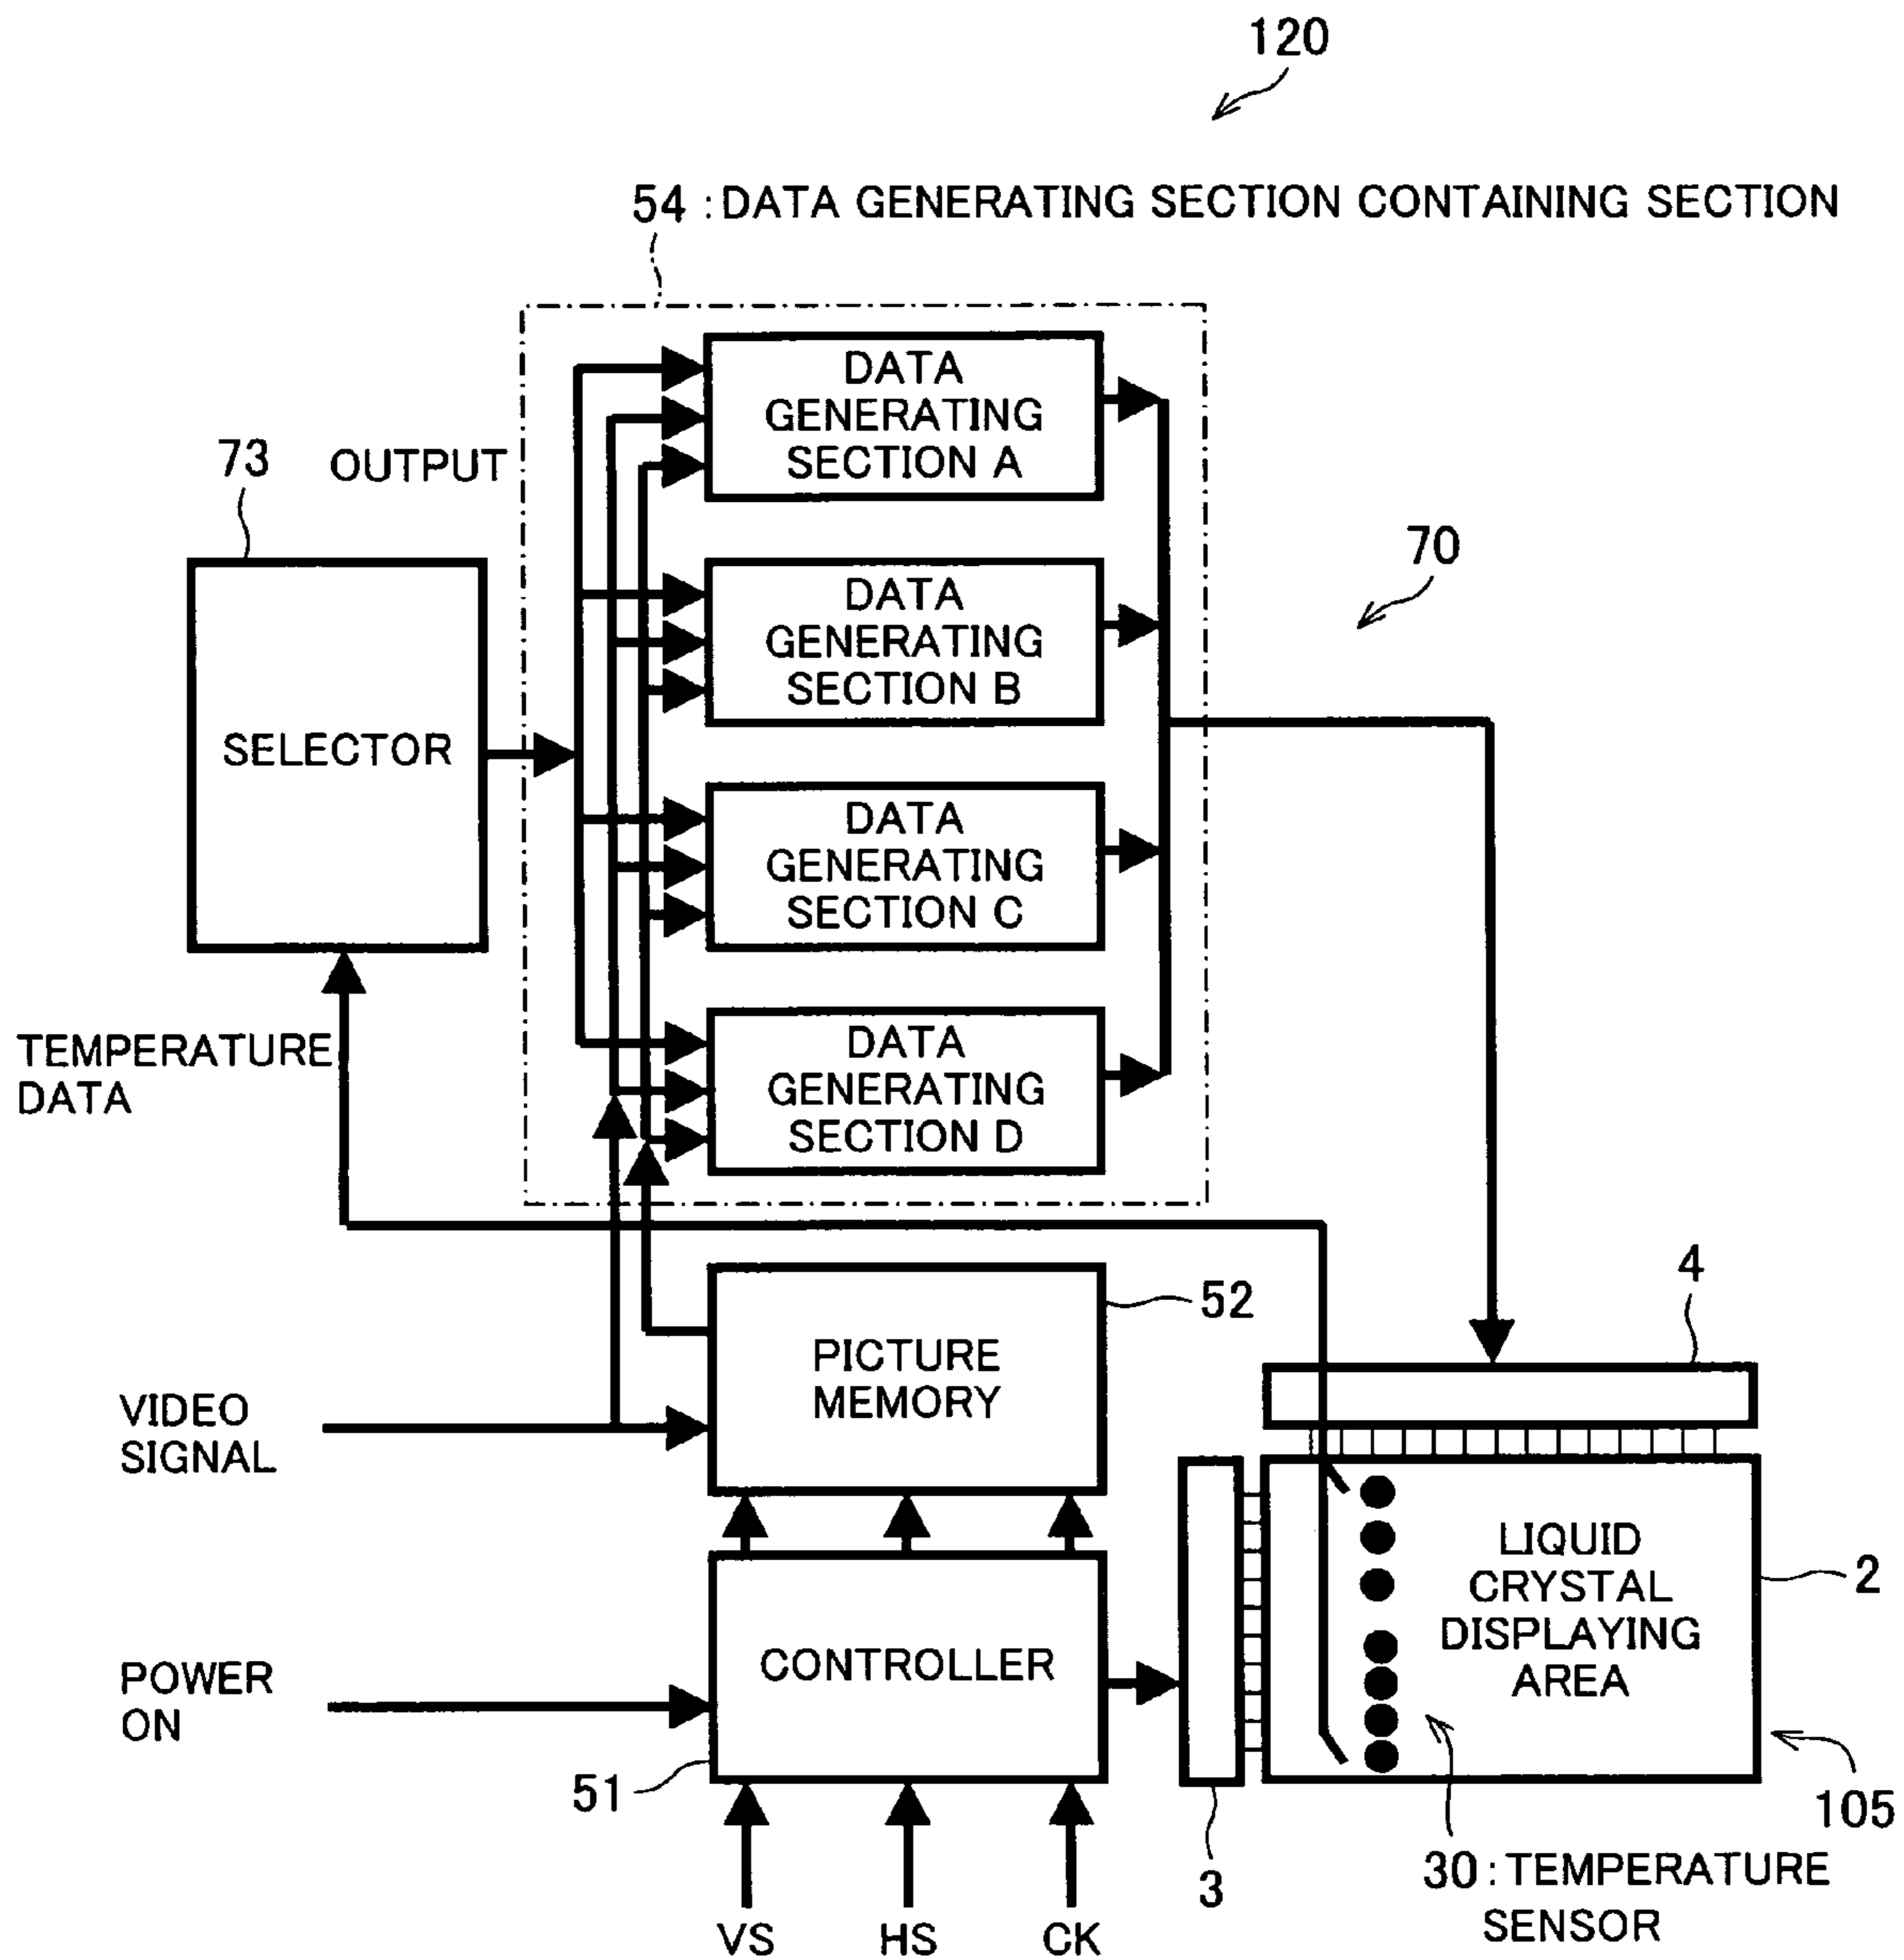 120
54 : DATA GENERATING SECTION CONTAINING SECTION
DATA
GENERATING
SECTION A
73
OUTPUT
70
DATA
GENERATING
SECTION B
SELECTOR
DATA
GENERATING
SECTION C
TEMPERATURE
DATA
DATA
GENERATING
SECTION D
52
4
PICTURE
MEMORY
VIDEO
SIGNAL
LIQUID
CRYSTAL
DISPLAYING
AREA
2
CONTROLLER
POWER
ON
51
3
105
30 : TEMPERATURE
SENSOR
VS
HS
CK